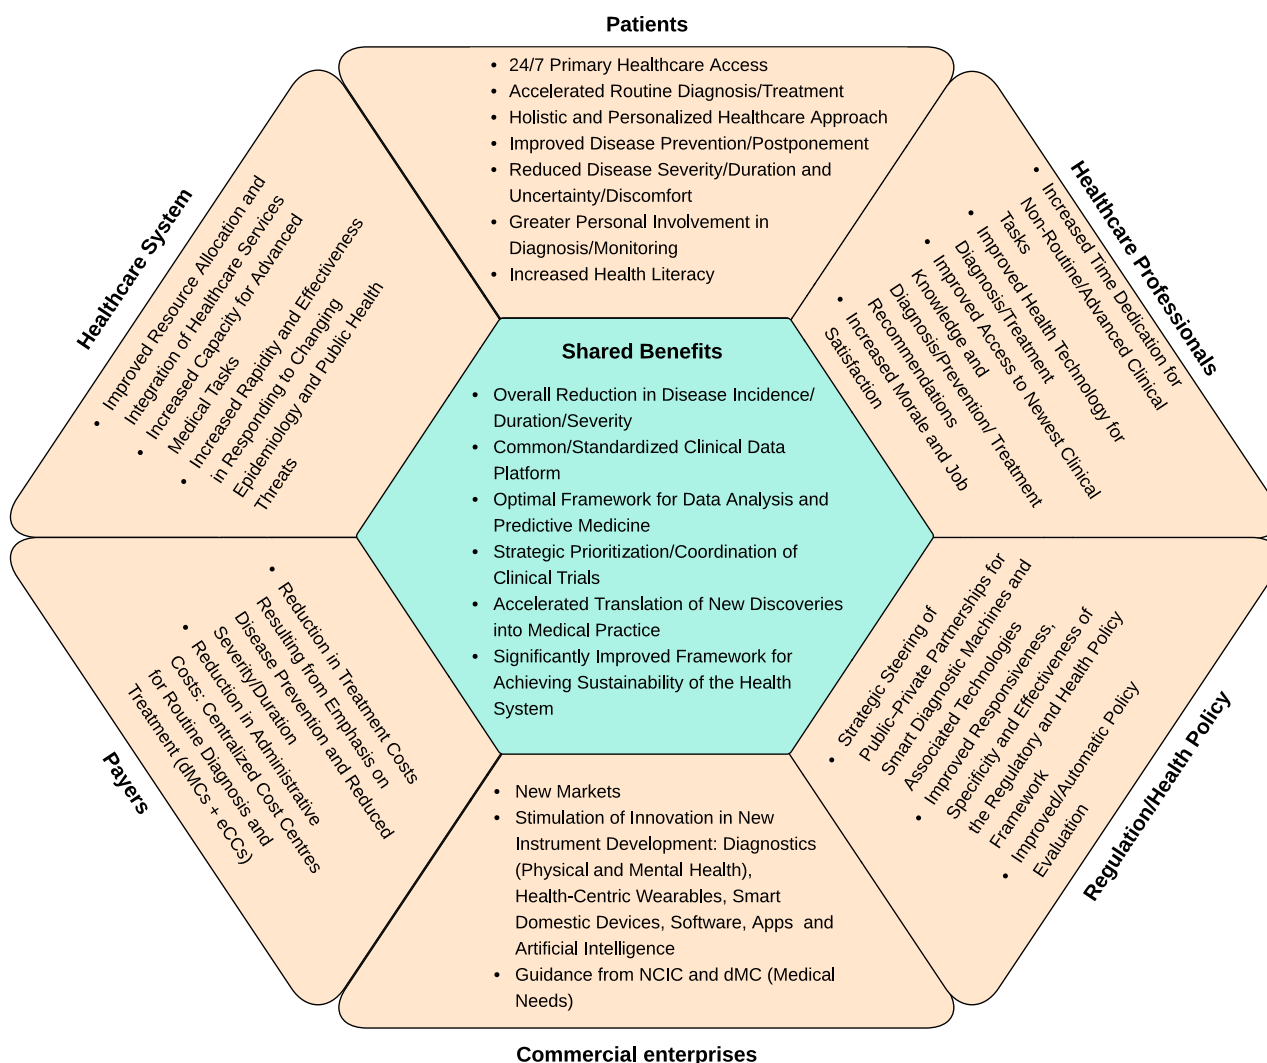 Patients
• 24/7 Primary Healthcare Access
• Accelerated Routine Diagnosis/Treatment
• Holistic and Personalized Healthcare Approach
• Improved Disease Prevention/Postponement
• Reduced Disease Severity/Duration and
Uncertainty/Discomfort
• Greater Personal Involvement in
Diagnosis/Monitoring
• Increased Health Literacy
Healthcare Professionals
• Increased Time Dedication for
Non-Routine/Advanced Clinical
Tasks
• Improved Health Technology for
Diagnosis/Treatment
• Improved Access to Newest Clinical
Knowledge and
Diagnosis/Prevention/ Treatment
Recommendations
• Increased Morale and Job
Satisfaction
Healthcare System
• Improved Resource Allocation and
Integration of Healthcare Services
• Increased Capacity for Advanced
Medical Tasks
• Increased Rapidity and Effectiveness
in Responding to Changing
Epidemiology and Public Health
Threats
Shared Benefits
• Overall Reduction in Disease Incidence/
Duration/Severity
• Common/Standardized Clinical Data
Platform
• Optimal Framework for Data Analysis and
Predictive Medicine
• Strategic Prioritization/Coordination of
Clinical Trials
• Accelerated Translation of New Discoveries
into Medical Practice
• Significantly Improved Framework for
Achieving Sustainability of the Health
System
Payers
• Reduction in Treatment Costs
Resulting from Emphasis on
Disease Prevention and Reduced
Severity/Duration
• Reduction in Administrative
Costs: Centralized Cost Centres
for Routine Diagnosis and
Treatment (dMCs + eCCs)
Regulation/Health Policy
• Strategic Steering of
Public–Private Partnerships for
Smart Diagnostic Machines and
Associated Technologies
• Improved Responsiveness,
Specificity and Effectiveness of
the Regulatory and Health Policy
Framework
• Improved/Automatic Policy
Evaluation
• New Markets
• Stimulation of Innovation in New
Instrument Development: Diagnostics
(Physical and Mental Health),
Health-Centric Wearables, Smart
Domestic Devices, Software, Apps and
Artificial Intelligence
• Guidance from NCIC and dMC (Medical
Needs)
Commercial enterprises